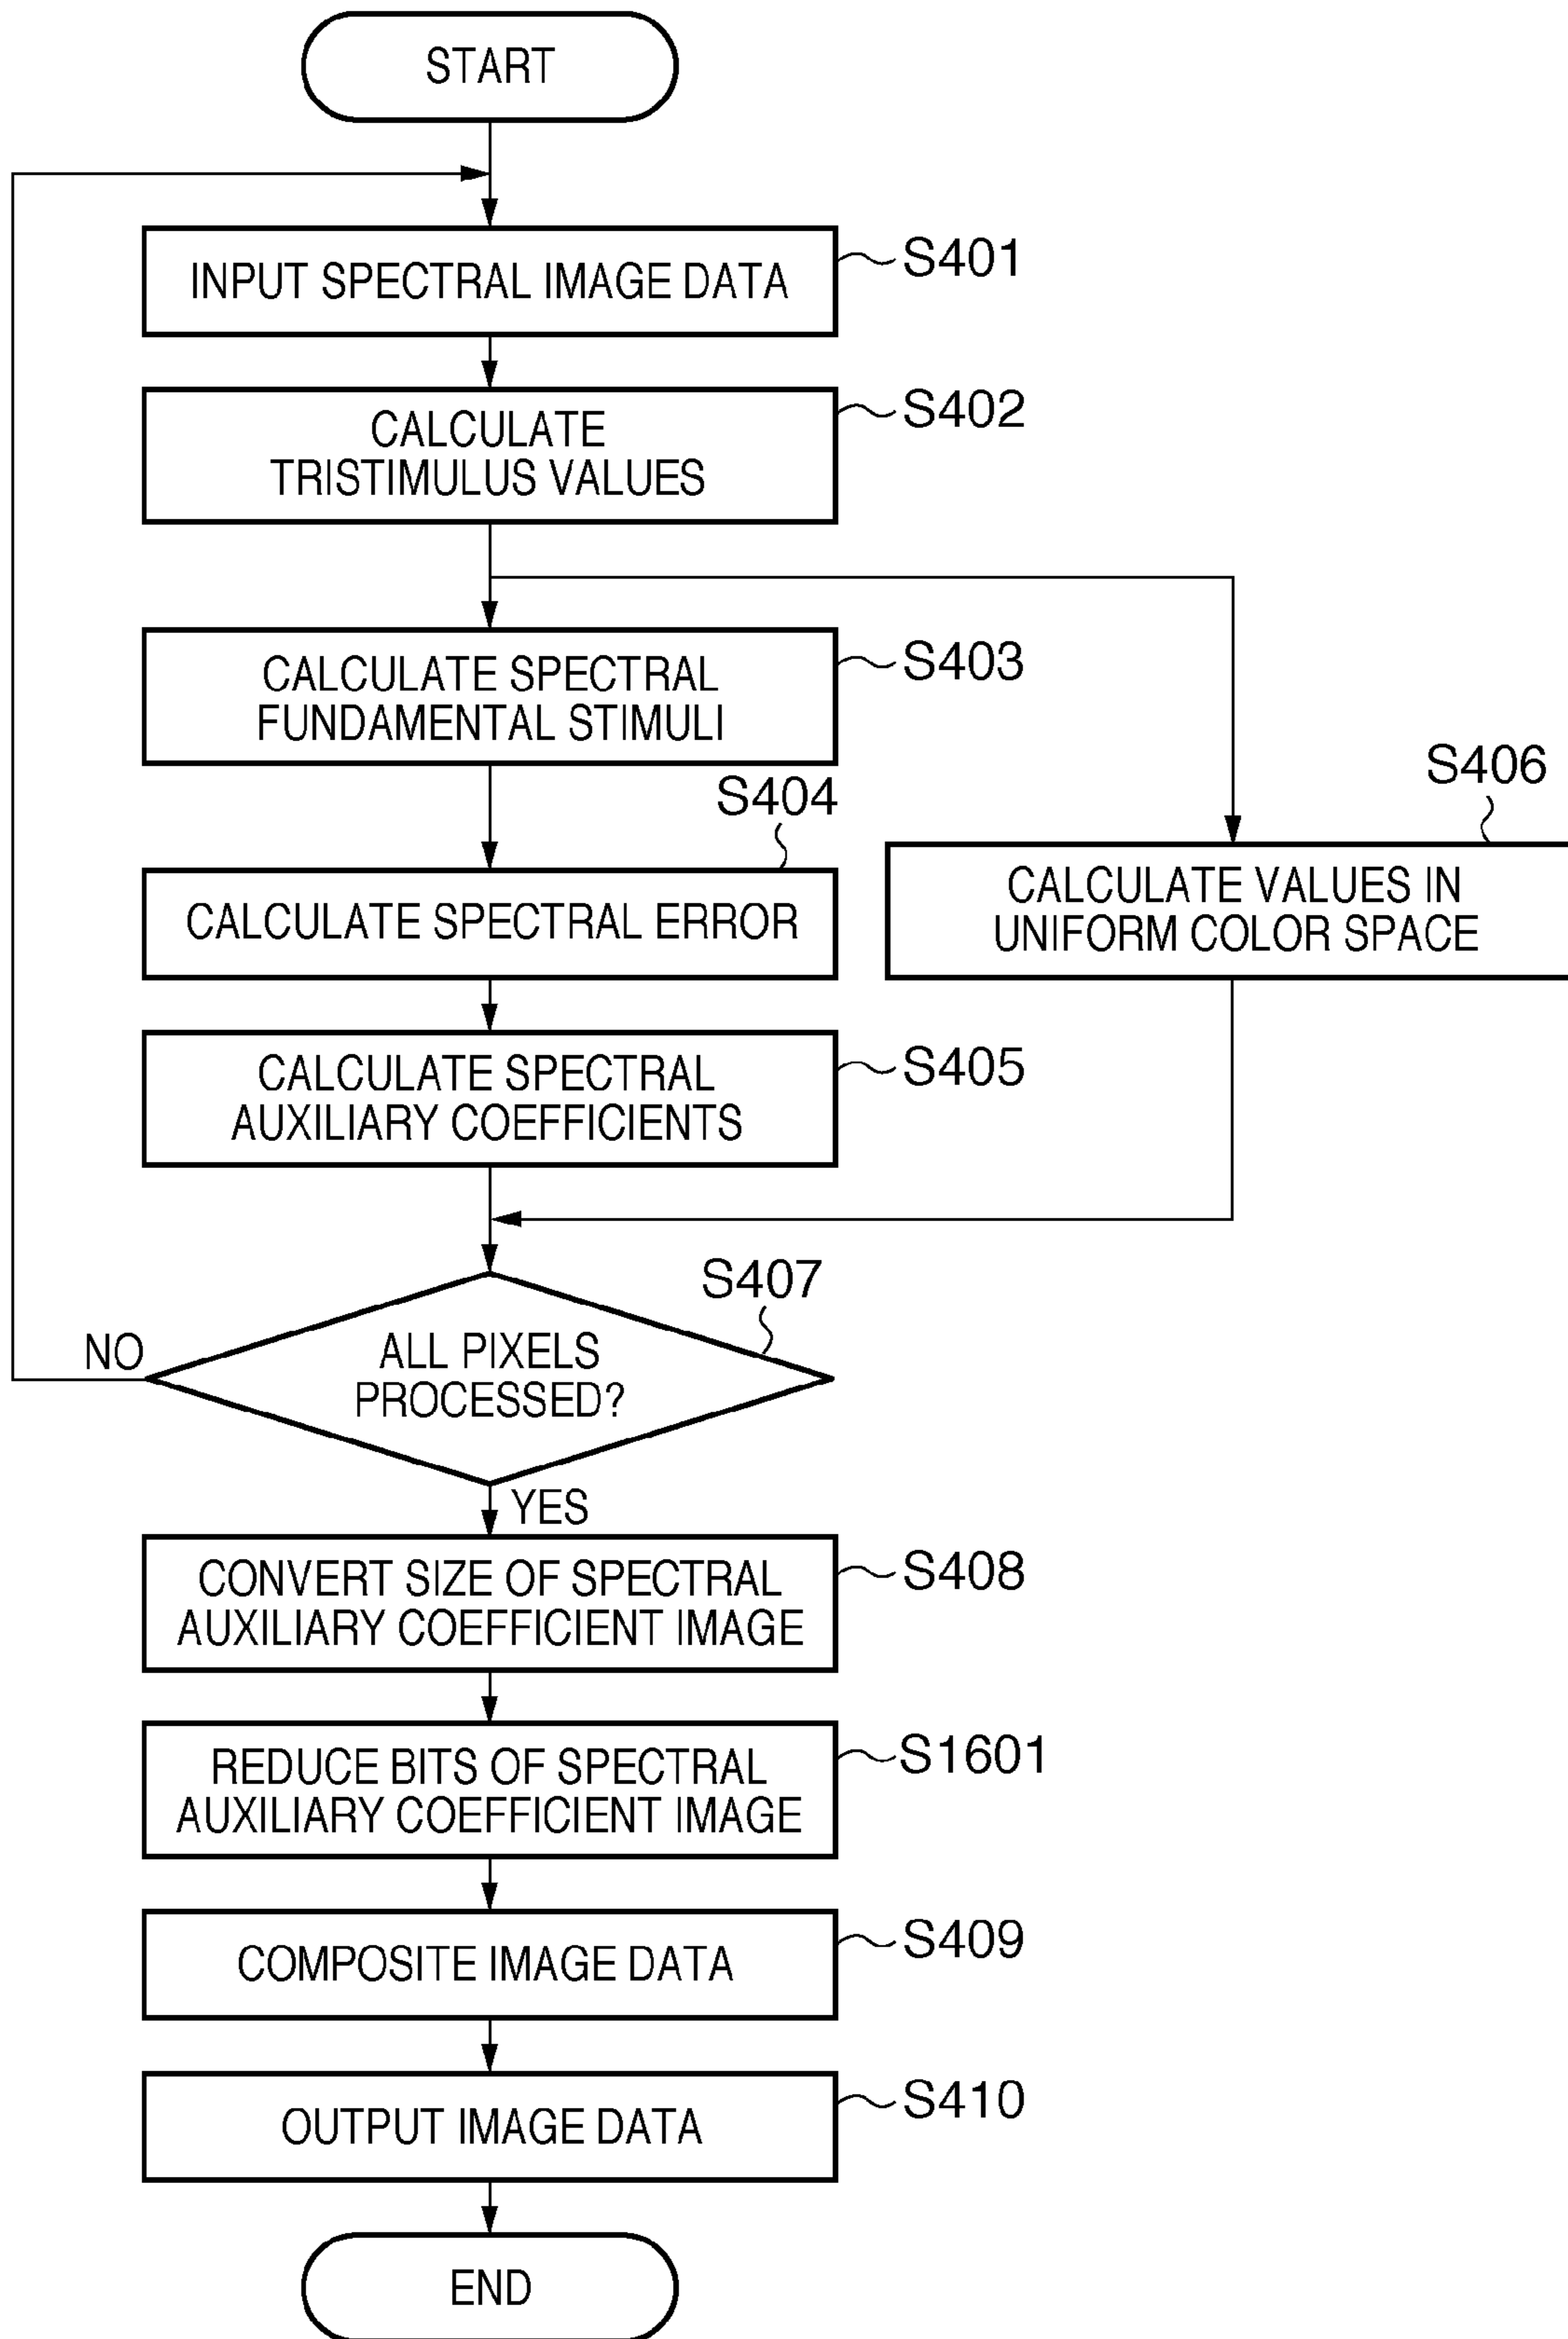 START
INPUT SPECTRAL IMAGE DATA
S401
CALCULATE
TRISTIMULUS VALUES
S402
CALCULATE SPECTRAL
FUNDAMENTAL STIMULI
S403
S404
CALCULATE SPECTRAL ERROR
S406
CALCULATE VALUES IN
UNIFORM COLOR SPACE
CALCULATE SPECTRAL
AUXILIARY COEFFICIENTS
S405
S407
NO
ALL PIXELS
PROCESSED?
YES
CONVERT SIZE OF SPECTRAL
AUXILIARY COEFFICIENT IMAGE
S408
REDUCE BITS OF SPECTRAL
AUXILIARY COEFFICIENT IMAGE
S1601
COMPOSITE IMAGE DATA
S409
OUTPUT IMAGE DATA
S410
END